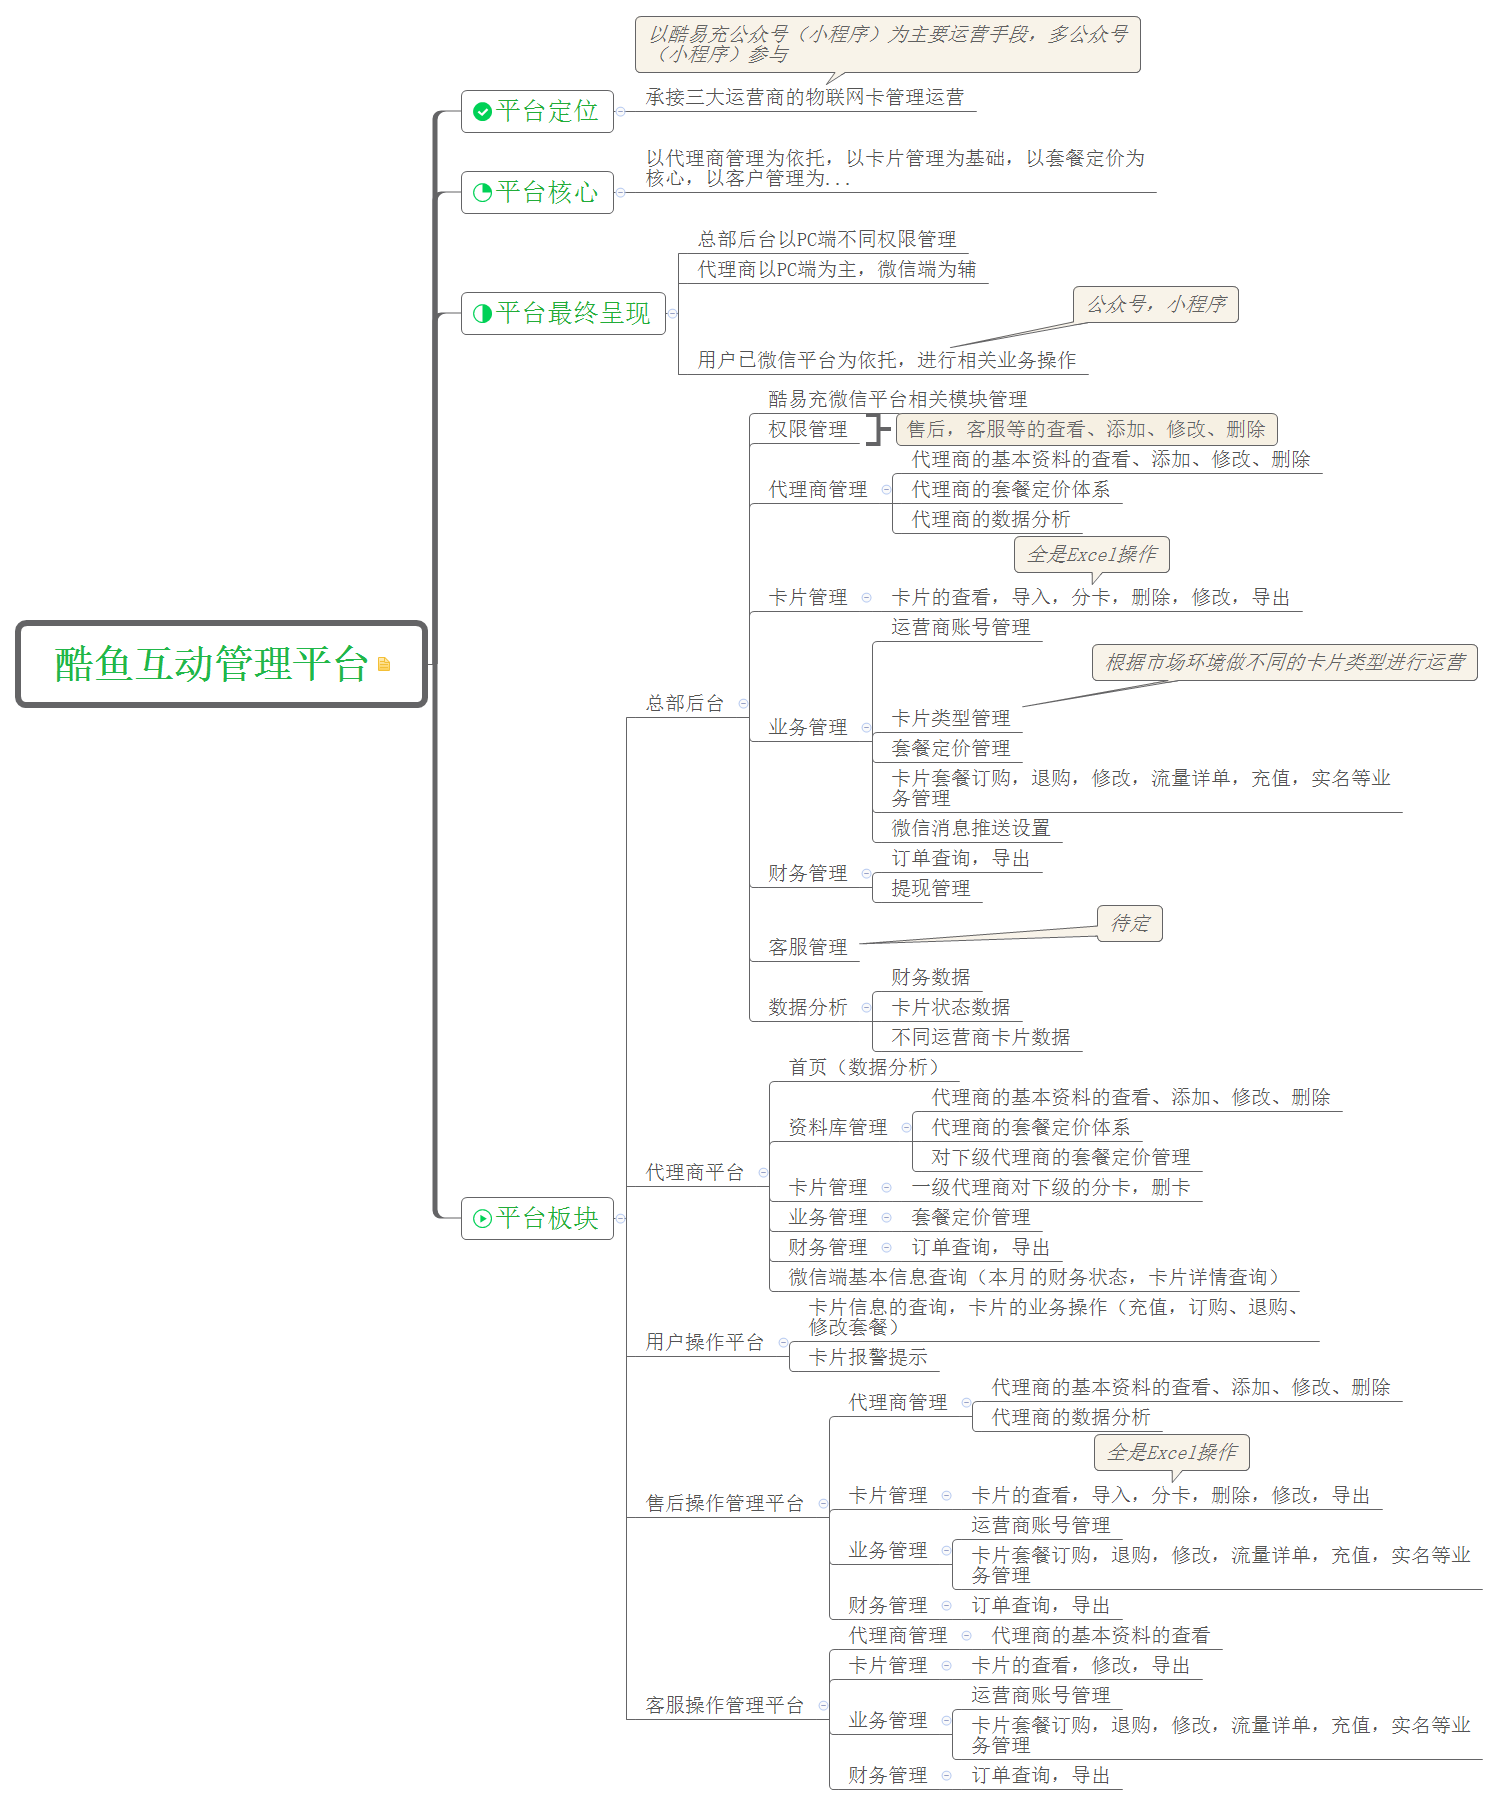 以酷易充公众号（小程序）为主要运营手段，多公众号
（小程序）参与
平台定位
承接三大运营商的物联网卡管理运营
平台核心
以代理商管理为依托，以卡片管理为基础，以套餐定价为
核心，以客户管理为...
平台最终呈现
总部后台以PC端不同权限管理
代理商以PC端为主，微信端为辅
公众号，小程序
用户已微信平台为依托，进行相关业务操作
酷鱼互动管理平台
平台板块
总部后台
酷易充微信平台相关模块管理
权限管理
售后，客服等的查看、添加、修改、删除
代理商管理
代理商的基本资料的查看、添加、修改、删除
代理商的套餐定价体系
代理商的数据分析
全是Excel操作
卡片管理
卡片的查看，导入，分卡，删除，修改，导出
业务管理
运营商账号管理
根据市场环境做不同的卡片类型进行运营
卡片类型管理
套餐定价管理
卡片套餐订购，退购，修改，流量详单，充值，实名等业
务管理
微信消息推送设置
财务管理
订单查询，导出
提现管理
待定
客服管理
数据分析
财务数据
卡片状态数据
不同运营商卡片数据
代理商平台
首页（数据分析）
资料库管理
代理商的基本资料的查看、添加、修改、删除
代理商的套餐定价体系
对下级代理商的套餐定价管理
卡片管理
一级代理商对下级的分卡，删卡
业务管理
套餐定价管理
财务管理
订单查询，导出
微信端基本信息查询（本月的财务状态，卡片详情查询）
用户操作平台
卡片信息的查询，卡片的业务操作（充值，订购、退购、
修改套餐）
卡片报警提示
售后操作管理平台
代理商管理
代理商的基本资料的查看、添加、修改、删除
代理商的数据分析
全是Excel操作
卡片管理
卡片的查看，导入，分卡，删除，修改，导出
业务管理
运营商账号管理
卡片套餐订购，退购，修改，流量详单，充值，实名等业
务管理
财务管理
订单查询，导出
客服操作管理平台
代理商管理
代理商的基本资料的查看
卡片管理
卡片的查看，修改，导出
业务管理
运营商账号管理
卡片套餐订购，退购，修改，流量详单，充值，实名等业
务管理
财务管理
订单查询，导出